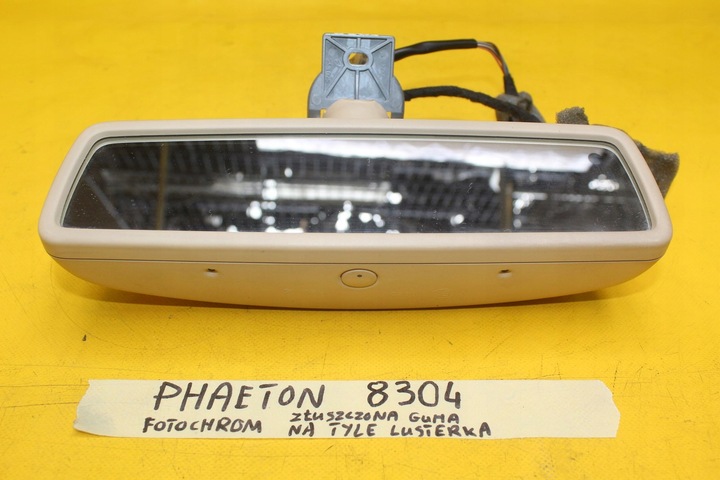 PHAETON 8304
FOTOCHROM ZŁUSZCZONA GUMA
NA TYLE LUSTERKA